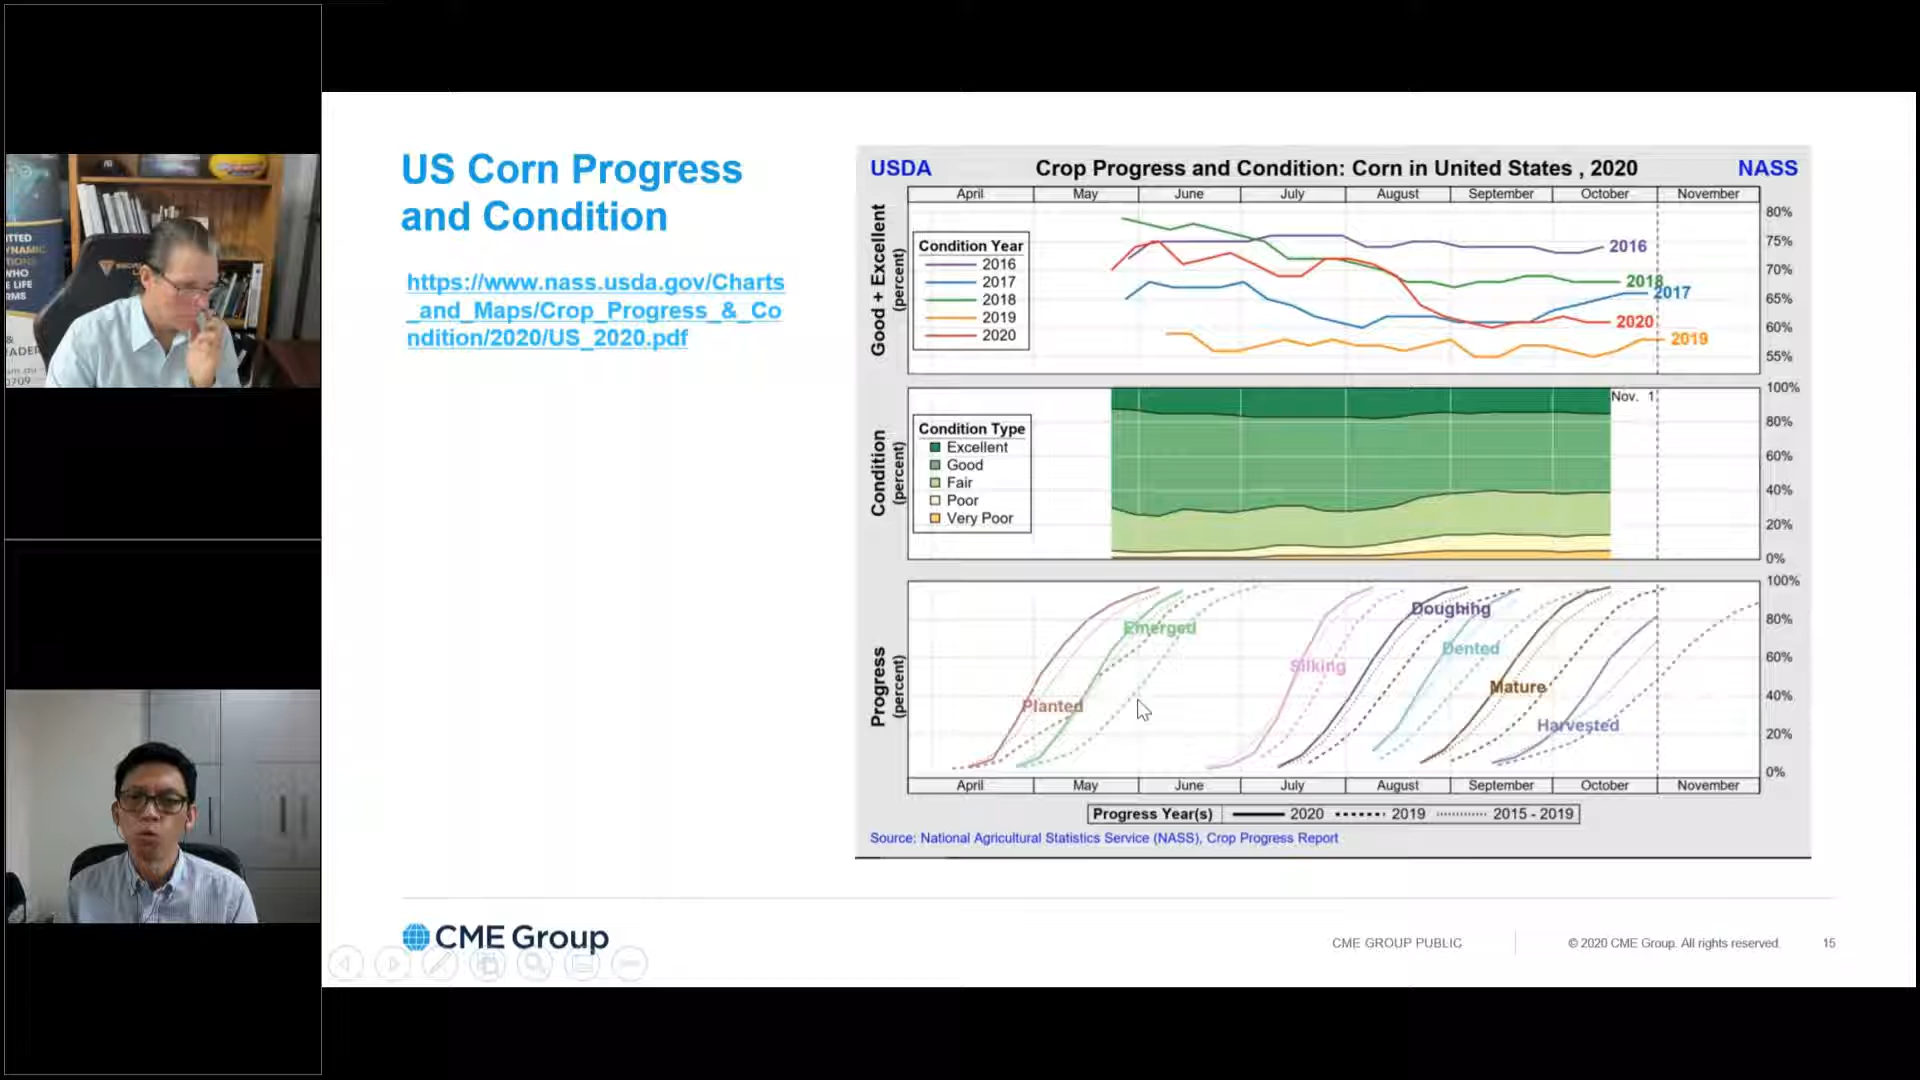 US Corn Progress
and Condition
https://www.nass.usda.gov/Charts
_and_Maps/Crop_Progress_&_Co
ndition/2020/US_2020.pdf
USDA
Crop Progress and Condition: Corn in United States , 2020
NASS
April May June July August September October November
Good + Excellent
(percent)
Condition Year
2016
2017
2018
2019
2020
80%
75%
70%
65%
60%
55%
2016
2018
2017
2020
2019
Condition
(percent)
Condition Type
Excellent
Good
Fair
Poor
Very Poor
Nov. 1
100%
80%
60%
40%
20%
0%
Progress
(percent)
Planted
Emerged
Silking
Doughing
Dented
Mature
Harvested
100%
80%
60%
40%
20%
0%
April May June July August September October November
Progress Year(s) 2020 2019 2015 - 2019
Source: National Agricultural Statistics Service (NASS), Crop Progress Report
CME Group
CME GROUP PUBLIC
© 2020 CME Group. All rights reserved.
15
ITTED
YNAMIC
WHO
E LIFE
RMS
0709